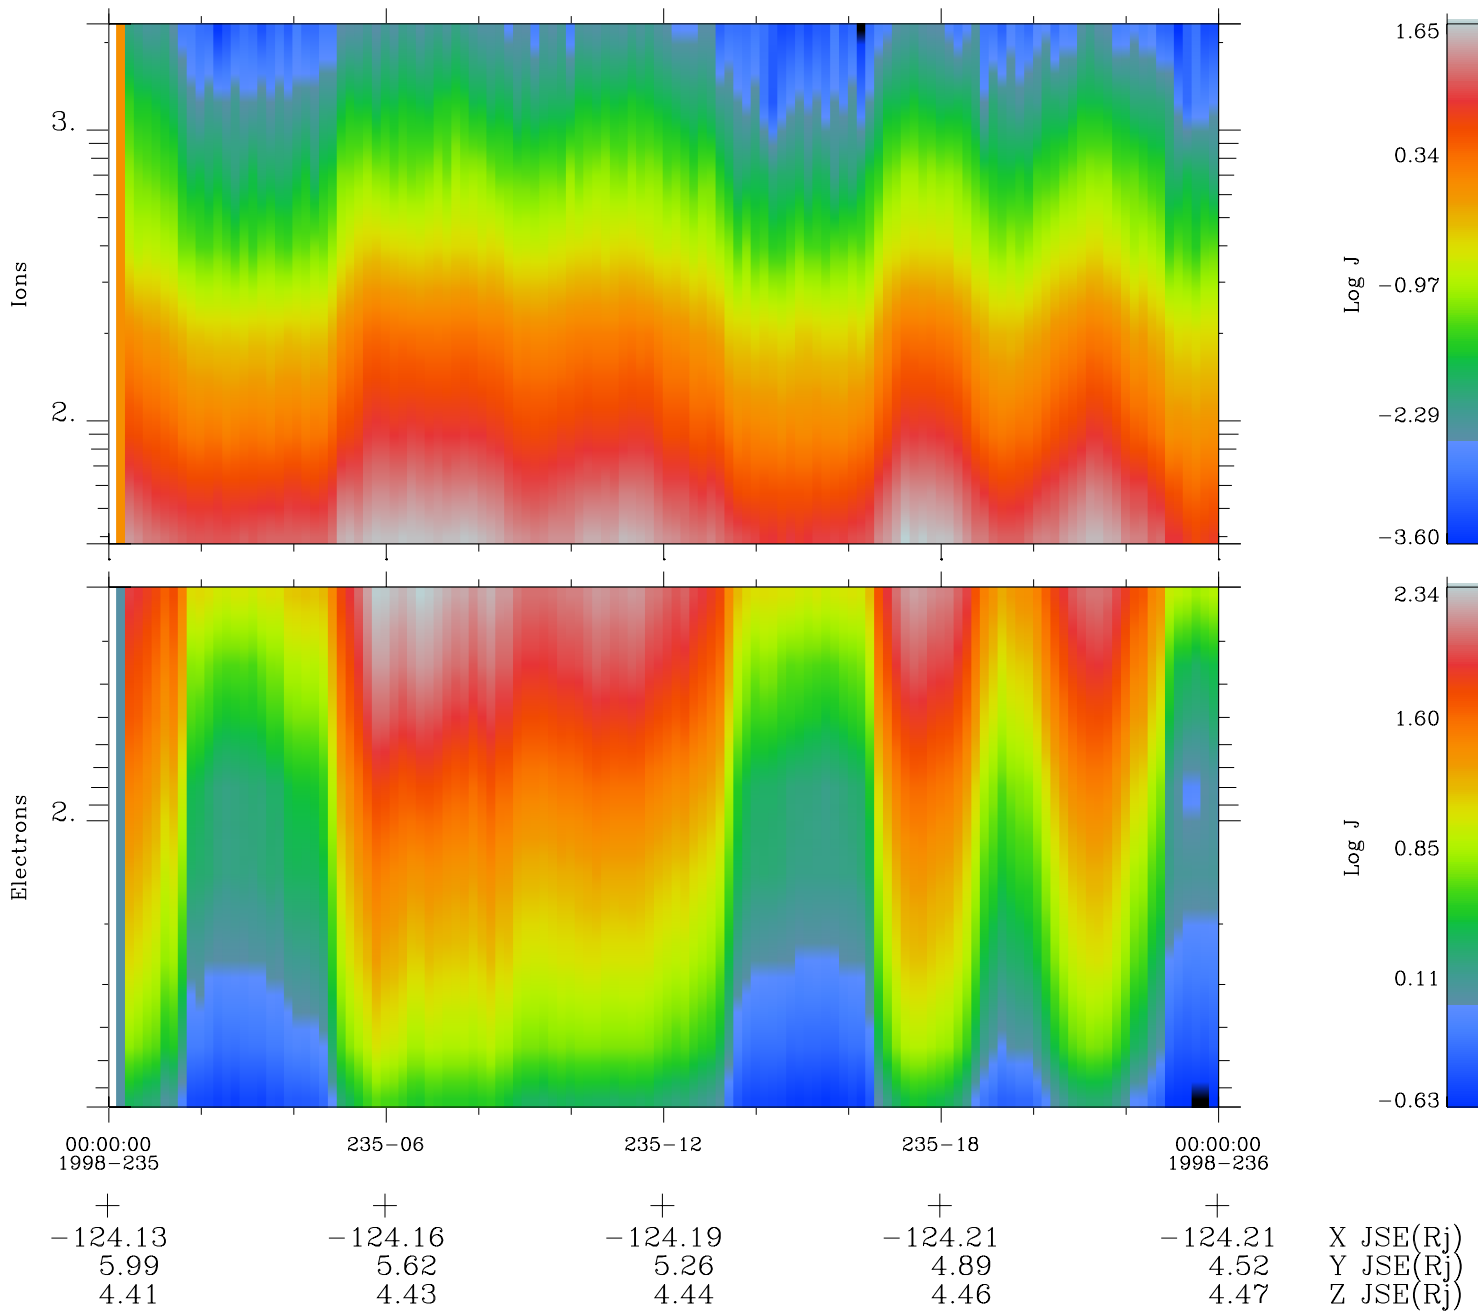 1.65
3.
0.34
Ions
Log J
-0.97
2.
-2.29
-3.60
2.34
1.60
2.
Electrons
Log J
0.85
0.11
-0.63
00:00:00 235-06 235-12 235-18 00:00:00
1998-235 1998-236
-124.13 -124.16 -124.19 -124.21 -124.21 X JSE(Rj)
5.99 5.62 5.26 4.89 4.52 Y JSE(Rj)
4.41 4.43 4.44 4.46 4.47 Z JSE(Rj)